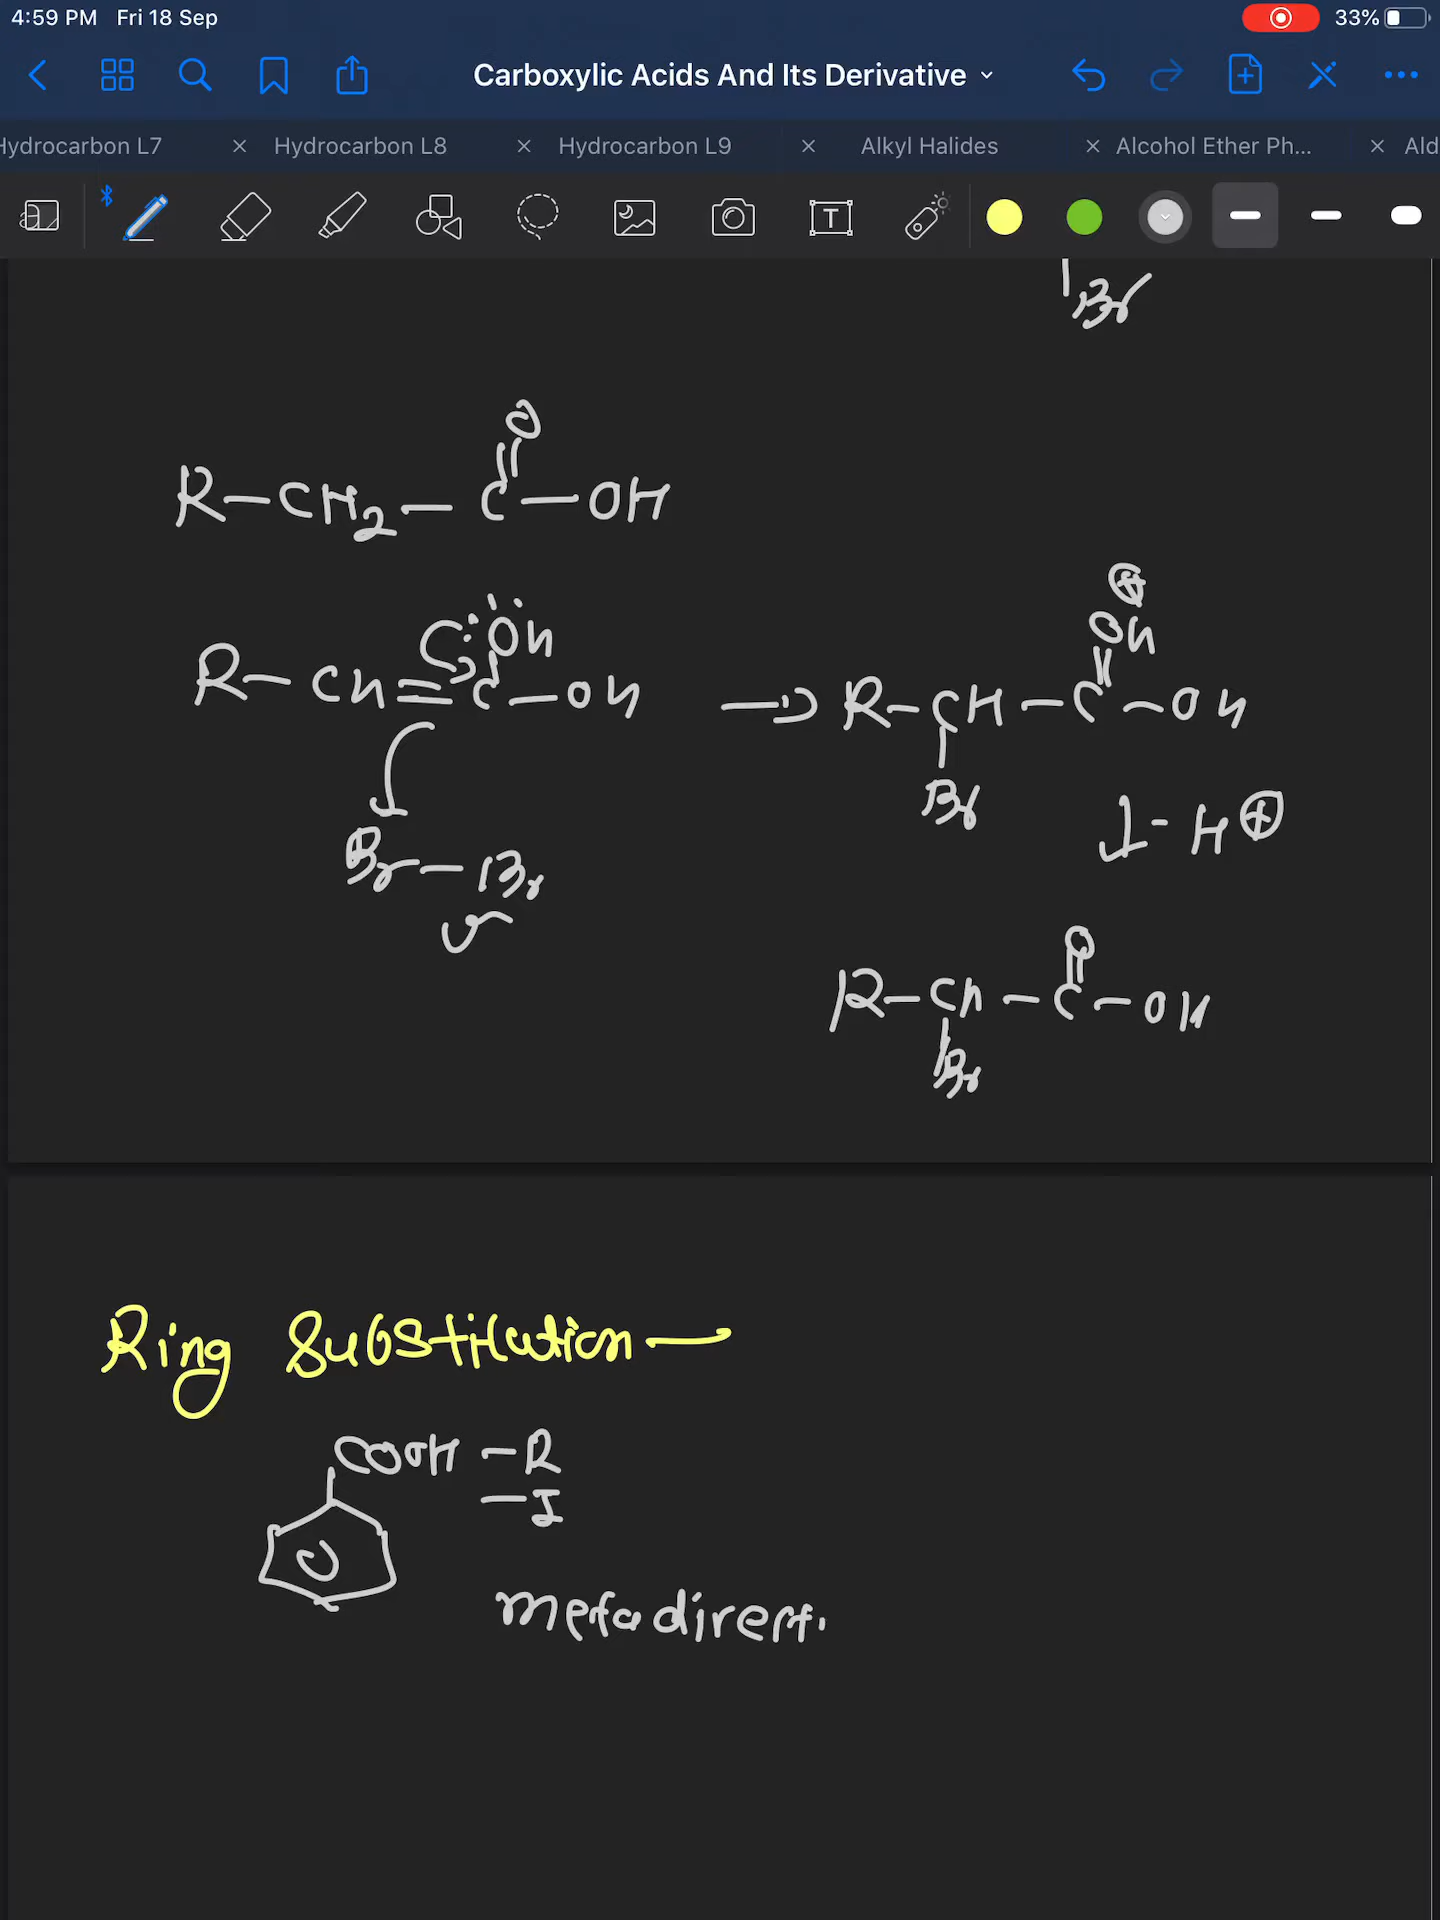 4:59 PM Fri 18 Sep 33%
Carboxylic Acids And Its Derivative
Hydrocarbon L7 × Hydrocarbon L8 × Hydrocarbon L9 × Alkyl Halides × Alcohol Ether Ph... × Ald
T
Br
O
R-CH2-C-OH
⊕
OH
OH
R-CH=C-OH → R-CH-C-OH
Br
↓-H⊕
Br-Br
O
R-CH-C-OH
Br
Ring Substitution
COOH -R
-I
meta direct.